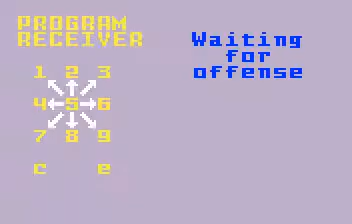 PROGRAM
RECEIVER
Waiting
for
offense
1 2 3
4 5 6
7 8 9
c e